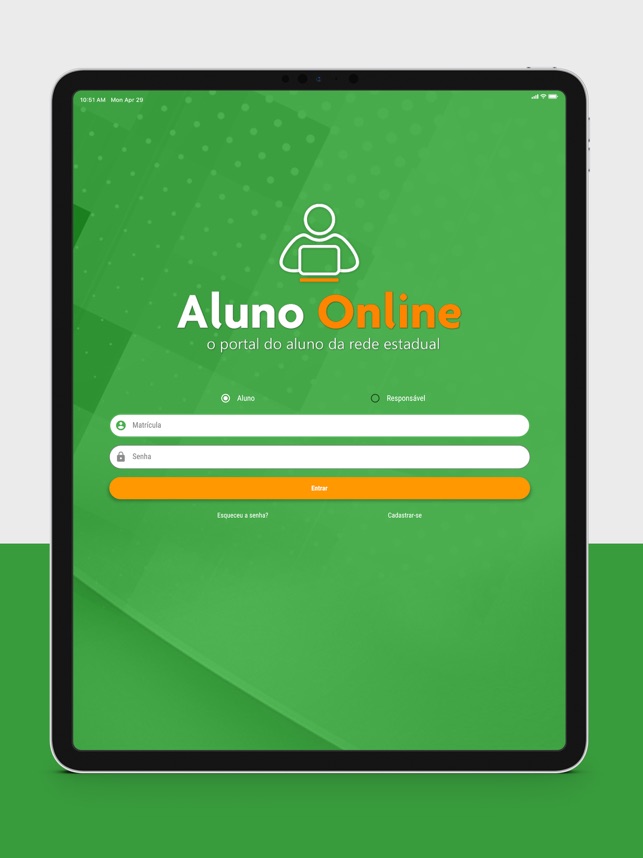 10:51 AM Mon Apr 29
Aluno Online
o portal do aluno da rede estadual
Aluno
Responsável
Matrícula
Senha
Entrar
Esqueceu a senha?
Cadastrar-se